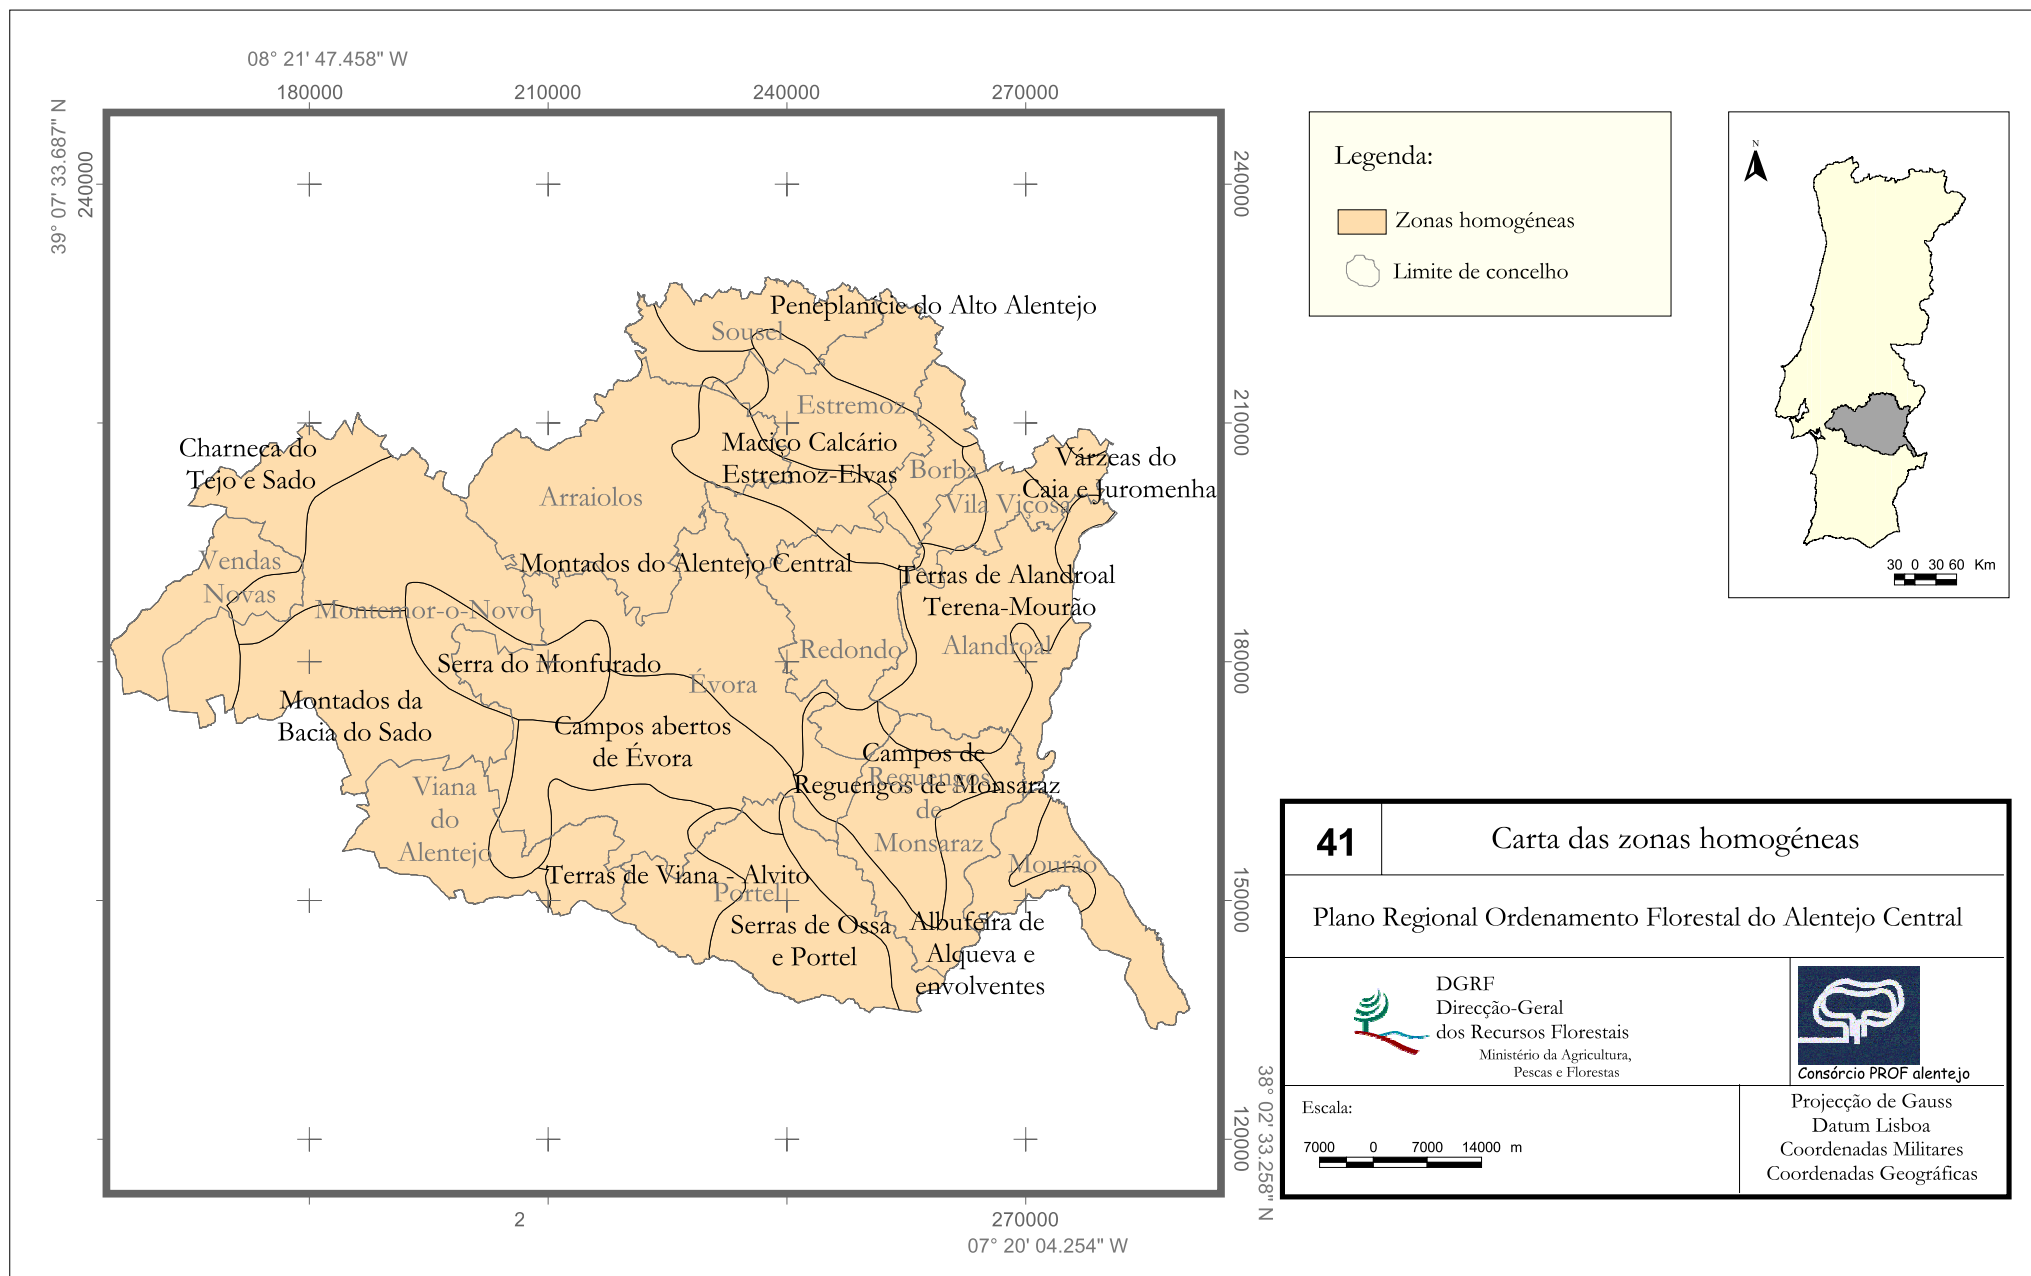 08° 21' 47.458" W
180000
210000
240000
270000
39° 07' 33.687" N
240000
240000
210000
180000
150000
120000
38° 02' 33.258" N
2
270000
07° 20' 04.254" W
Peneplanície do Alto Alentejo
Sousel
Estremoz
Charneca do
Tejo e Sado
Maciço Calcário
Estremoz-Elvas
Borba
Várzeas do
Caia e Juromenha
Vila Viçosa
Arraiolos
Vendas
Novas
Montados do Alentejo Central
Terras de Alandroal
Terena-Mourão
Montemor-o-Novo
Redondo
Alandroal
Serra do Monfurado
Évora
Montados da
Bacia do Sado
Campos abertos
de Évora
Campos de
Reguengos de Monsaraz
Reguengos
de
Monsaraz
Viana
do
Alentejo
Mourão
Terras de Viana - Alvito
Portel
Serras de Ossa
e Portel
Albufeira de
Alqueva e
envolventes
Legenda:
Zonas homogéneas
Limite de concelho
N
30 0 30 60 Km
41
Carta das zonas homogéneas
Plano Regional Ordenamento Florestal do Alentejo Central
DGRF
Direcção-Geral
dos Recursos Florestais
Ministério da Agricultura,
Pescas e Florestas
Consórcio PROF alentejo
Escala:
7000 0 7000 14000 m
Projecção de Gauss
Datum Lisboa
Coordenadas Militares
Coordenadas Geográficas